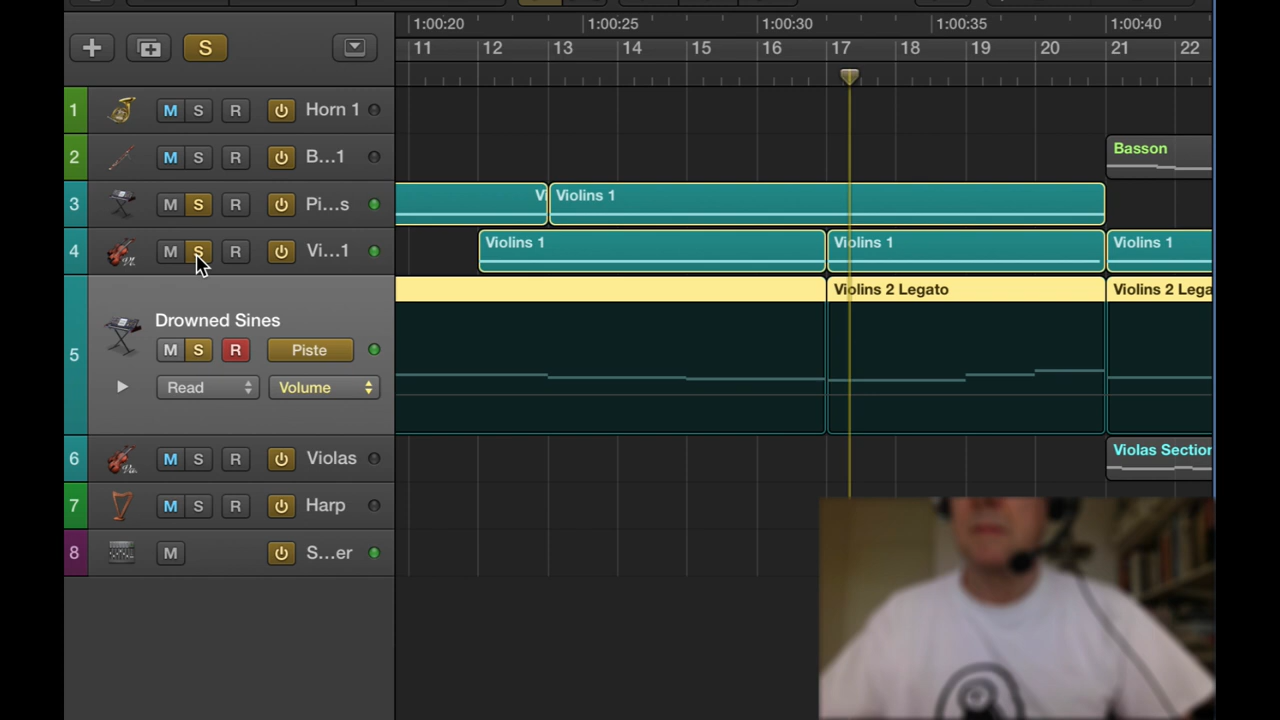 1:00:20 1:00:25 1:00:30 1:00:35 1:00:40
S
11 12 13 14 15 16 17 18 19 20 21 22
1 M S R Horn 1
2 M S R B...1 Basson
3 M S R Pi...s Vi Violins 1
4 M S R Vi...1 Violins 1 Violins 1 Violins 1
Violins 2 Legato Violins 2 Lega
Drowned Sines
5 M S R Piste
Read Volume
6 M S R Violas Violas Section
7 M S R Harp
8 M S...er